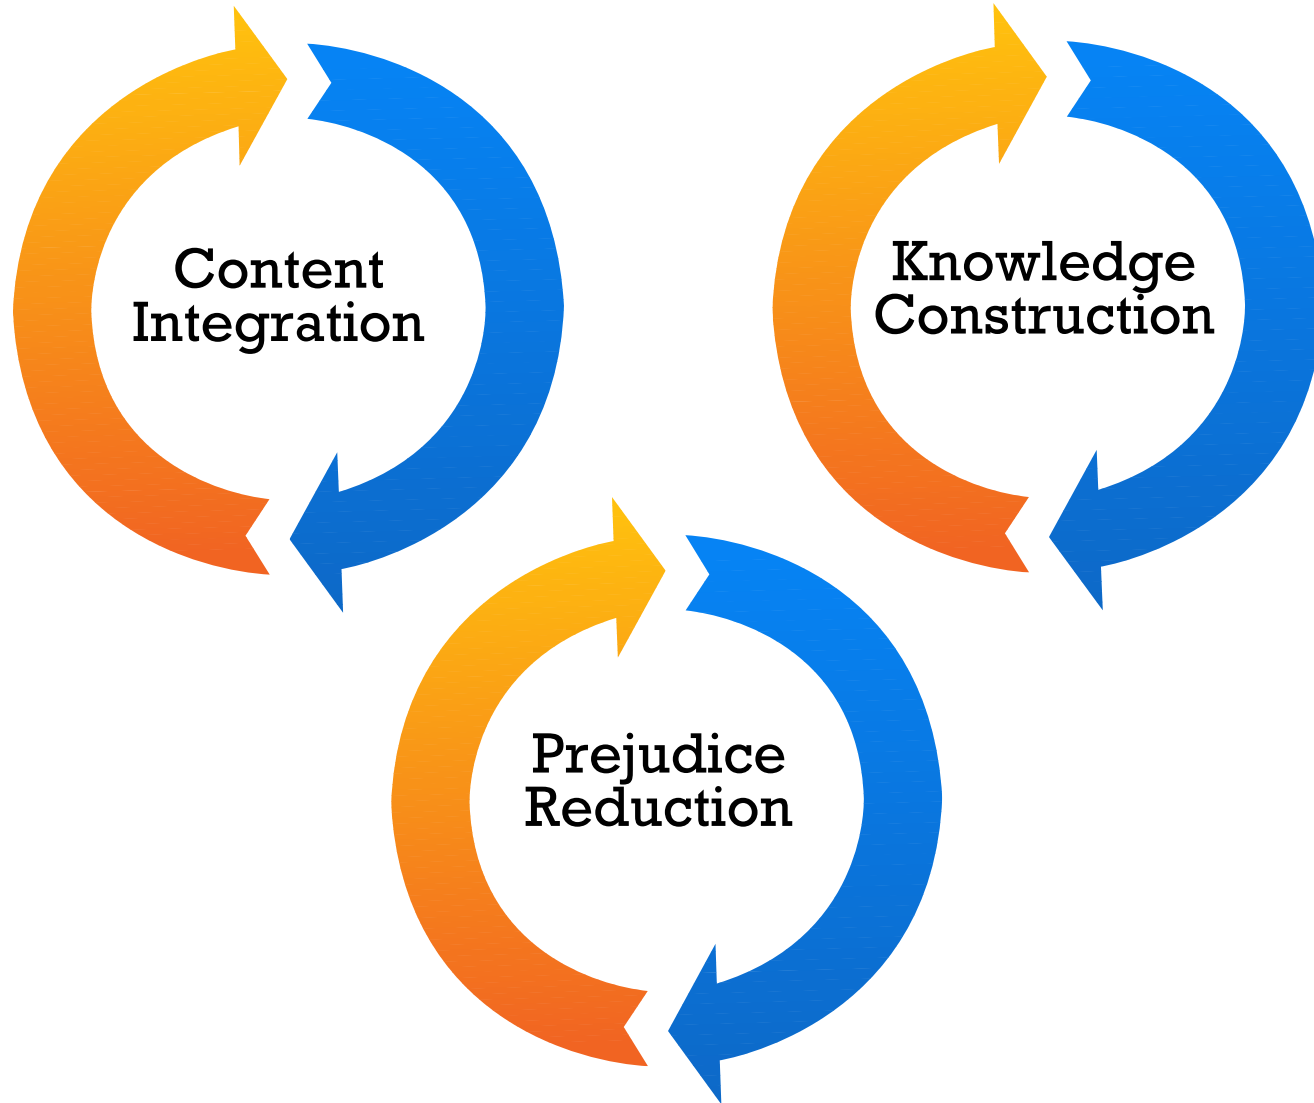 Content
Integration
Knowledge
Construction
Prejudice
Reduction